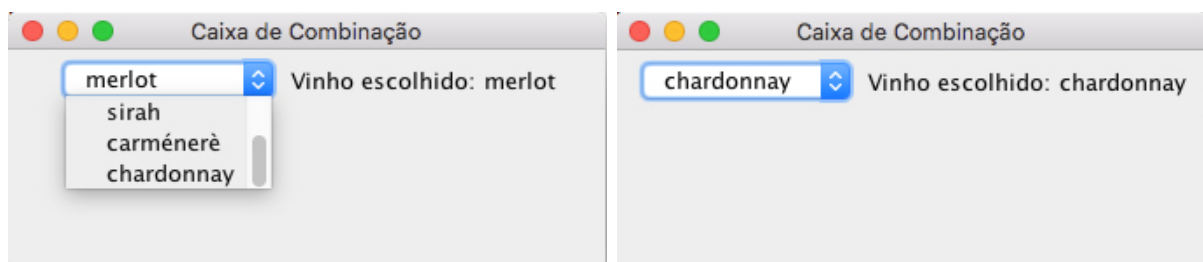 Caixa de Combinação
merlot
Vinho escolhido: merlot
sirah
carménerè
chardonnay
Caixa de Combinação
chardonnay
Vinho escolhido: chardonnay